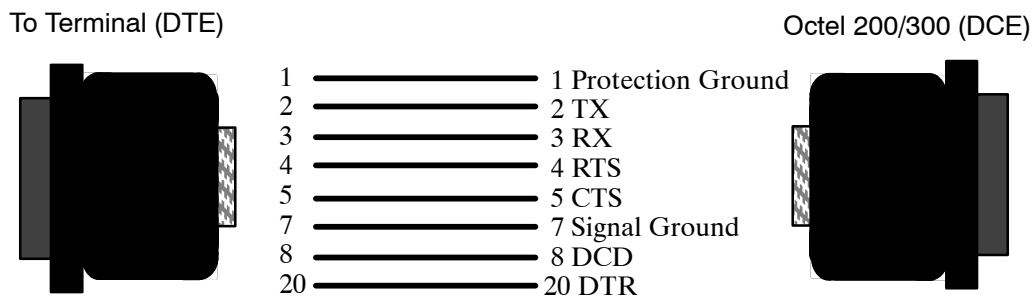 To Terminal (DTE) Octel 200/300 (DCE)
1 1 Protection Ground
2 2 TX
3 3 RX
4 4 RTS
5 5 CTS
7 7 Signal Ground
8 8 DCD
20 20 DTR